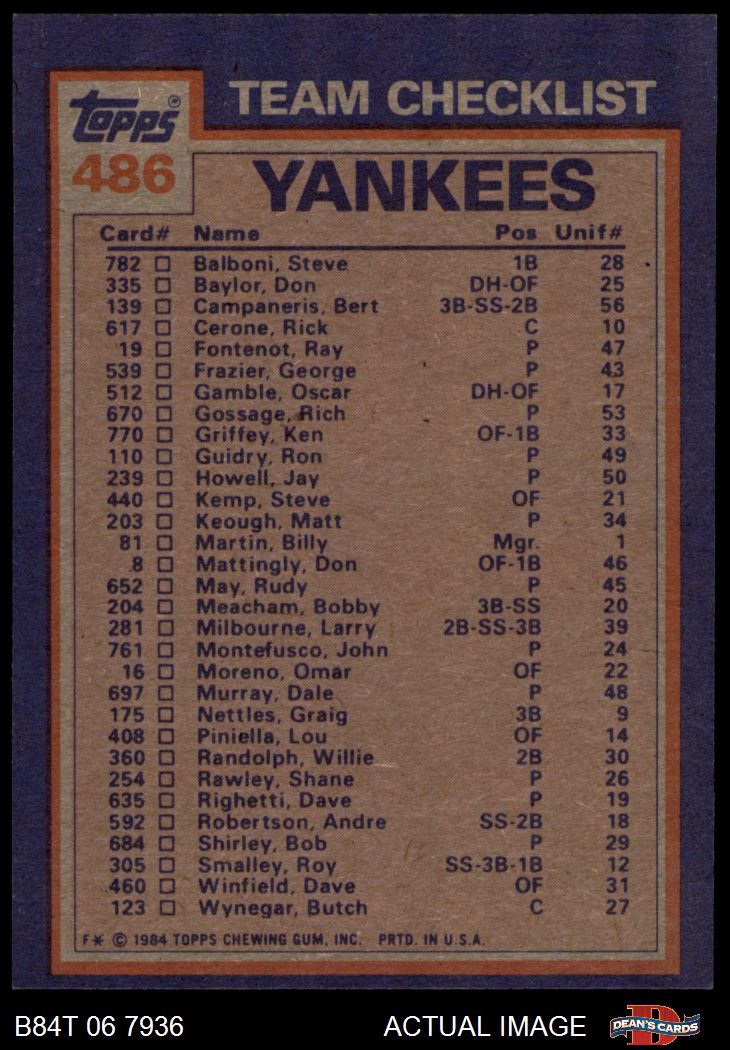 TEAM CHECKLIST
Topps®
486
YANKEES
Card# Name Pos Unif#
782 Balboni, Steve 1B 28
335 Baylor, Don DH-OF 25
139 Campaneris, Bert 3B-SS-2B 56
617 Cerone, Rick C 10
19 Fontenot, Ray P 47
539 Frazier, George P 43
512 Gamble, Oscar DH-OF 17
670 Gossage, Rich P 53
770 Griffey, Ken OF-1B 33
110 Guidry, Ron P 49
239 Howell, Jay P 50
440 Kemp, Steve OF 21
203 Keough, Matt P 34
81 Martin, Billy Mgr. 1
8 Mattingly, Don OF-1B 46
652 May, Rudy P 45
204 Meacham, Bobby 3B-SS 20
281 Milbourne, Larry 2B-SS-3B 39
761 Montefusco, John P 24
16 Moreno, Omar OF 22
697 Murray, Dale P 48
175 Nettles, Graig 3B 9
408 Piniella, Lou OF 14
360 Randolph, Willie 2B 30
254 Rawley, Shane P 26
635 Righetti, Dave P 19
592 Robertson, Andre SS-2B 18
684 Shirley, Bob P 29
305 Smalley, Roy SS-3B-1B 12
460 Winfield, Dave OF 31
123 Wynegar, Butch C 27
F* © 1984 TOPPS CHEWING GUM, INC. PRTD. IN U.S.A.
B84T 06 7936 ACTUAL IMAGE DEAN'S CARDS